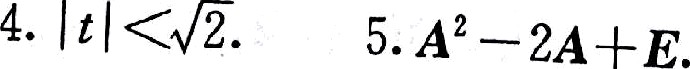 4. |t|<√2. 5. A² − 2A + E.